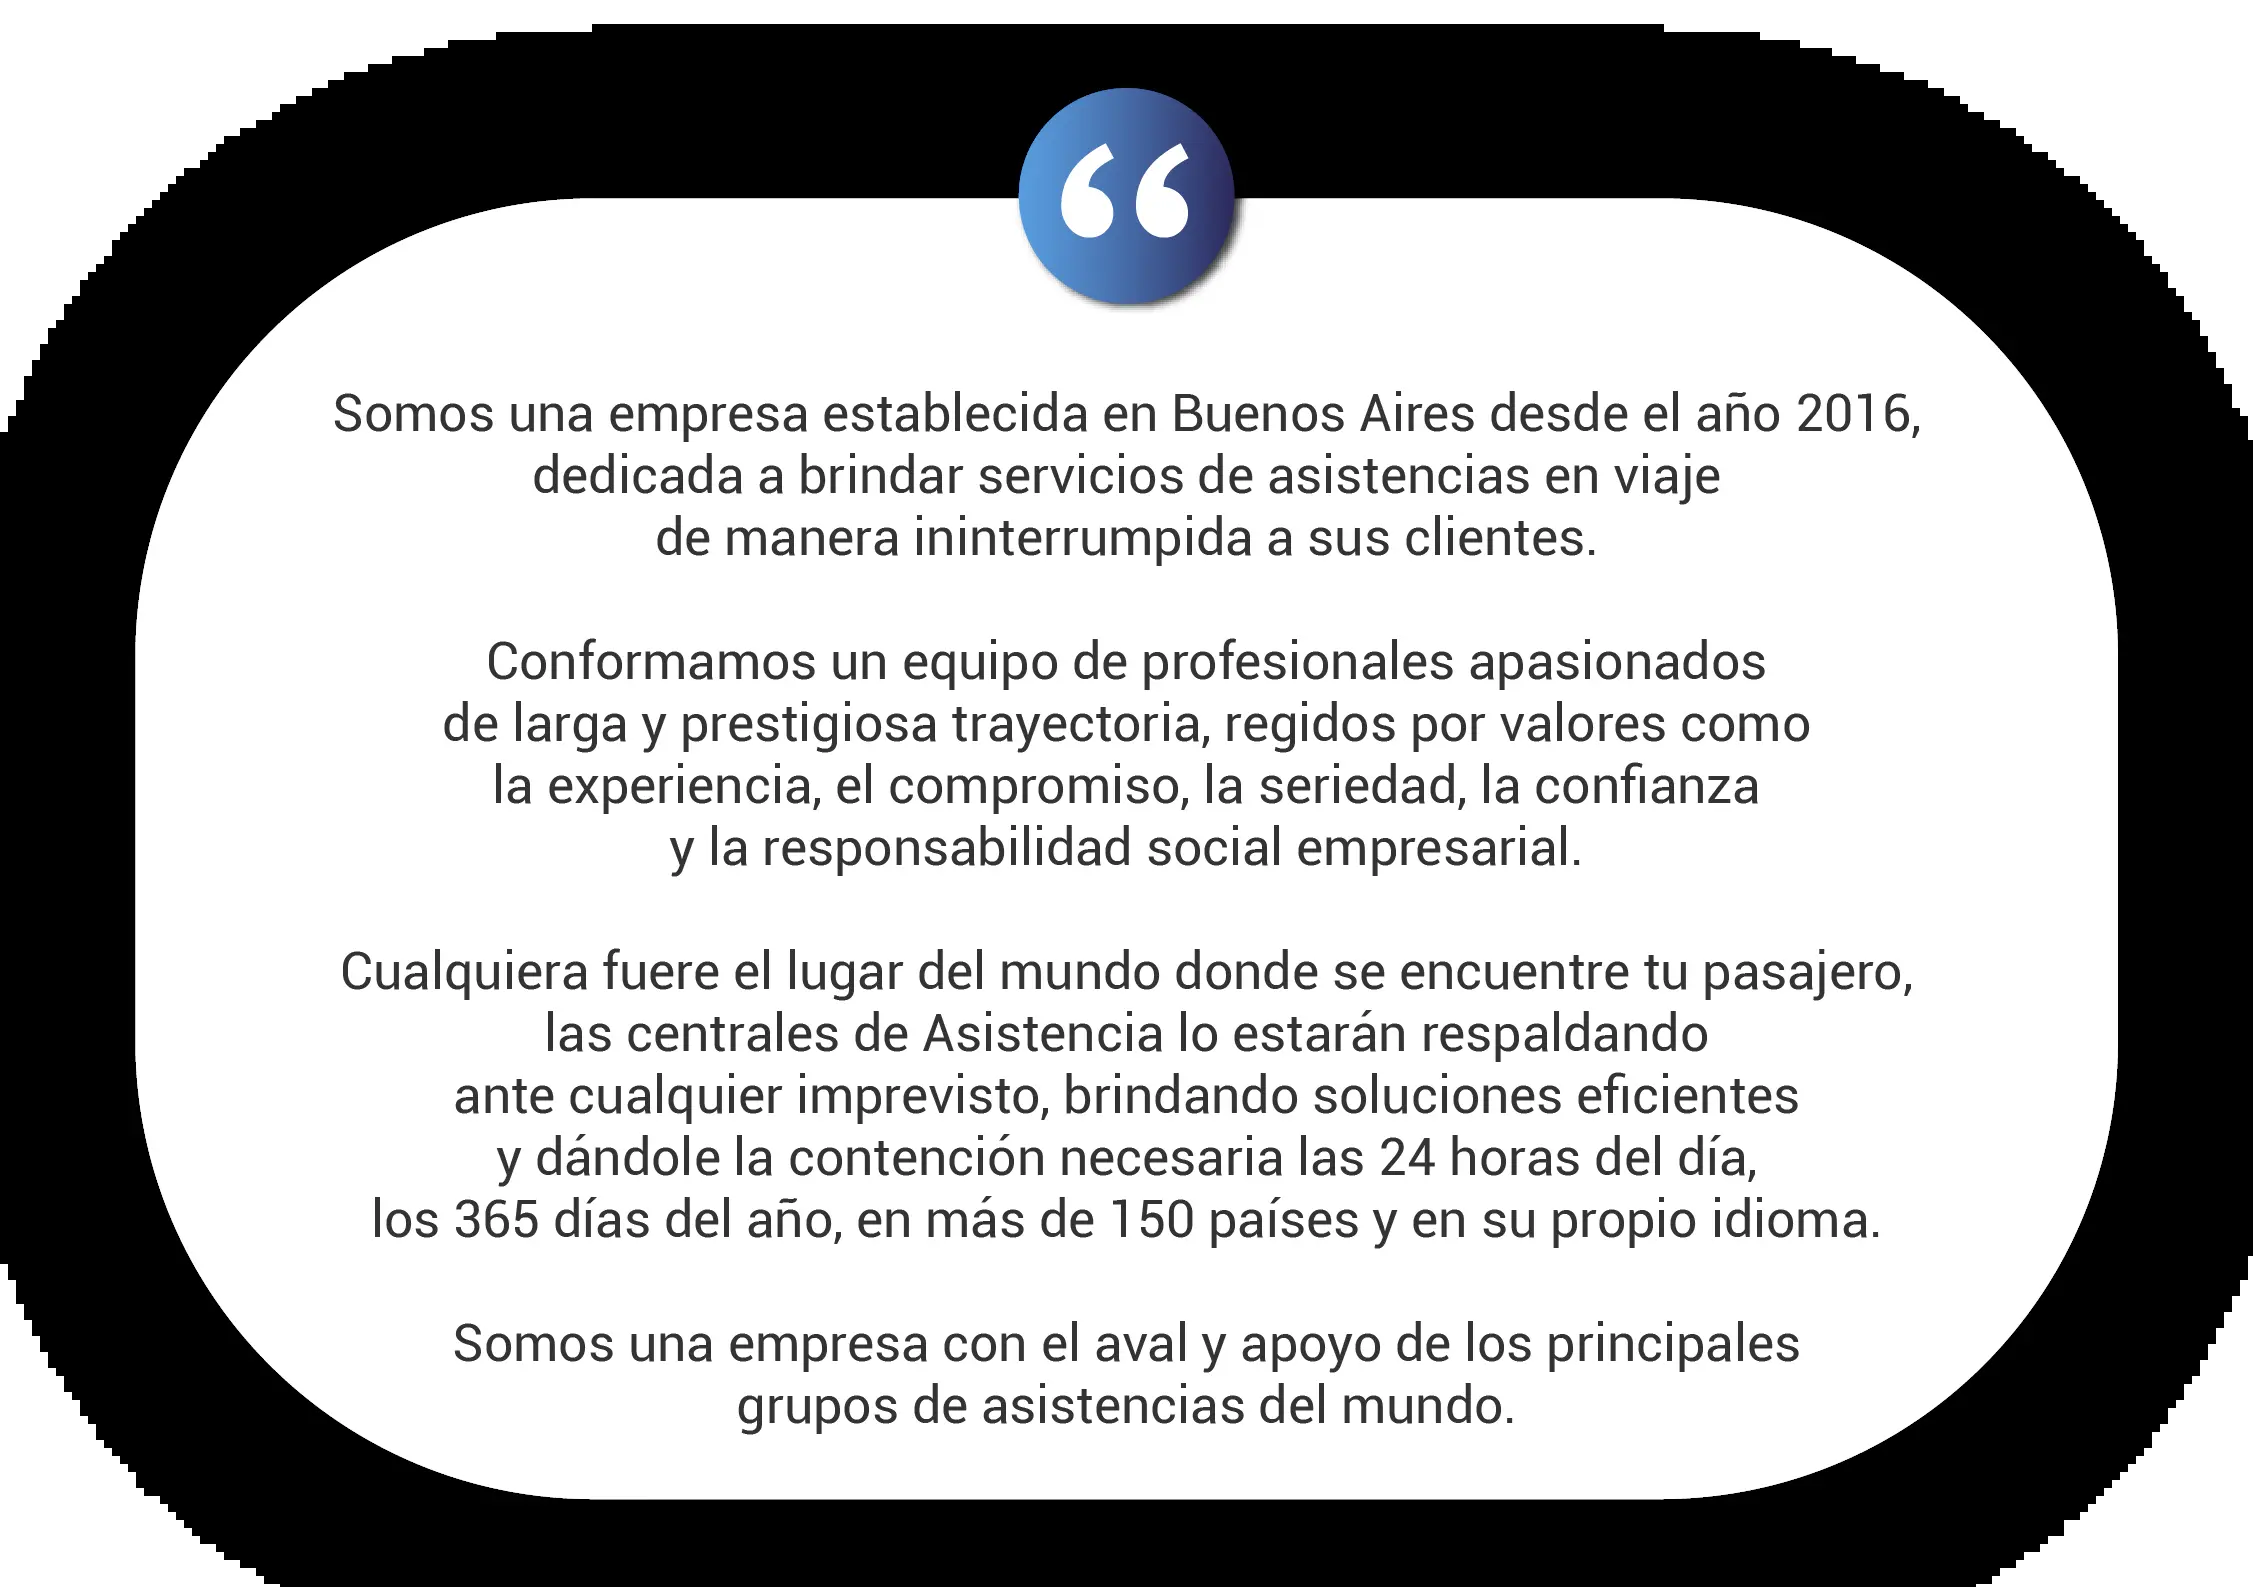 “
Somos una empresa establecida en Buenos Aires desde el año 2016,
dedicada a brindar servicios de asistencias en viaje
de manera ininterrumpida a sus clientes.
Conformamos un equipo de profesionales apasionados
de larga y prestigiosa trayectoria, regidos por valores como
la experiencia, el compromiso, la seriedad, la confianza
y la responsabilidad social empresarial.
Cualquiera fuere el lugar del mundo donde se encuentre tu pasajero,
las centrales de Asistencia lo estarán respaldando
ante cualquier imprevisto, brindando soluciones eficientes
y dándole la contención necesaria las 24 horas del día,
los 365 días del año, en más de 150 países y en su propio idioma.
Somos una empresa con el aval y apoyo de los principales
grupos de asistencias del mundo.